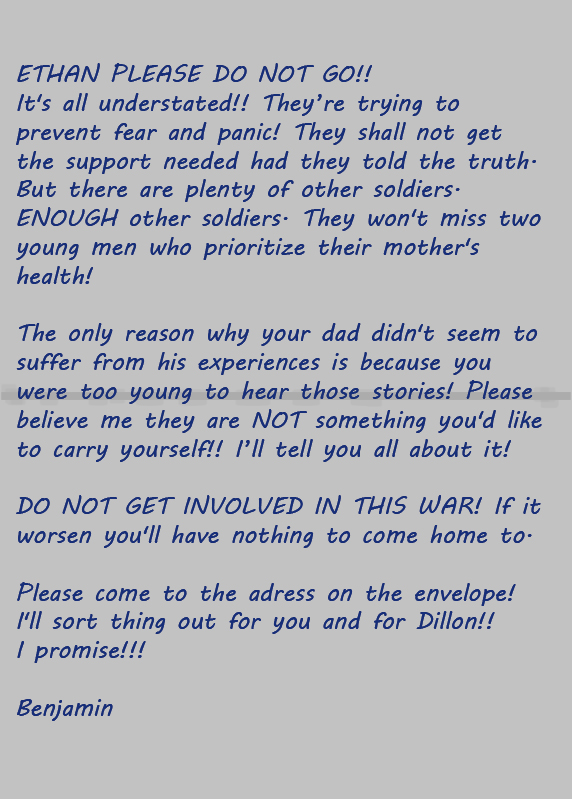 ETHAN PLEASE DO NOT GO!!
It's all understated!! They're trying to
prevent fear and panic! They shall not get
the support needed had they told the truth.
But there are plenty of other soldiers.
ENOUGH other soldiers. They won't miss two
young men who prioritize their mother's
health!

The only reason why your dad didn't seem to
suffer from his experiences is because you
were too young to hear those stories! Please
believe me they are NOT something you'd like
to carry yourself!! I'll tell you all about it!

DO NOT GET INVOLVED IN THIS WAR! If it
worsen you'll have nothing to come home to.

Please come to the adress on the envelope!
I'll sort thing out for you and for Dillon!!
I promise!!!

Benjamin